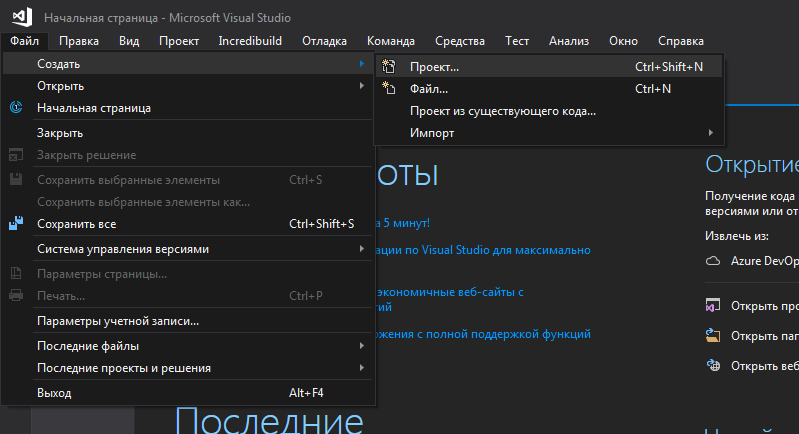 Начальная страница - Microsoft Visual Studio
Файл Правка Вид Проект Incredibuild Отладка Команда Средства Тест Анализ Окно Справка
Создать
Открыть
Начальная страница
Закрыть
Закрыть решение
Сохранить выбранные элементы Ctrl+S
Сохранить выбранные элементы как...
Сохранить все Ctrl+Shift+S
Система управления версиями
Параметры страницы...
Печать... Ctrl+P
Параметры учетной записи...
Последние файлы
Последние проекты и решения
Выход Alt+F4
Проект... Ctrl+Shift+N
Файл... Ctrl+N
Проект из существующего кода...
Импорт
оты
а 5 минут!
ации по Visual Studio для максимально
экономичные веб-сайты с
ий
ожения с полной поддержкой функций
Последние
Открытие
Получение кода
версиями или от
Извлечь из:
Azure DevOp
Открыть про
Открыть пап
Открыть веб